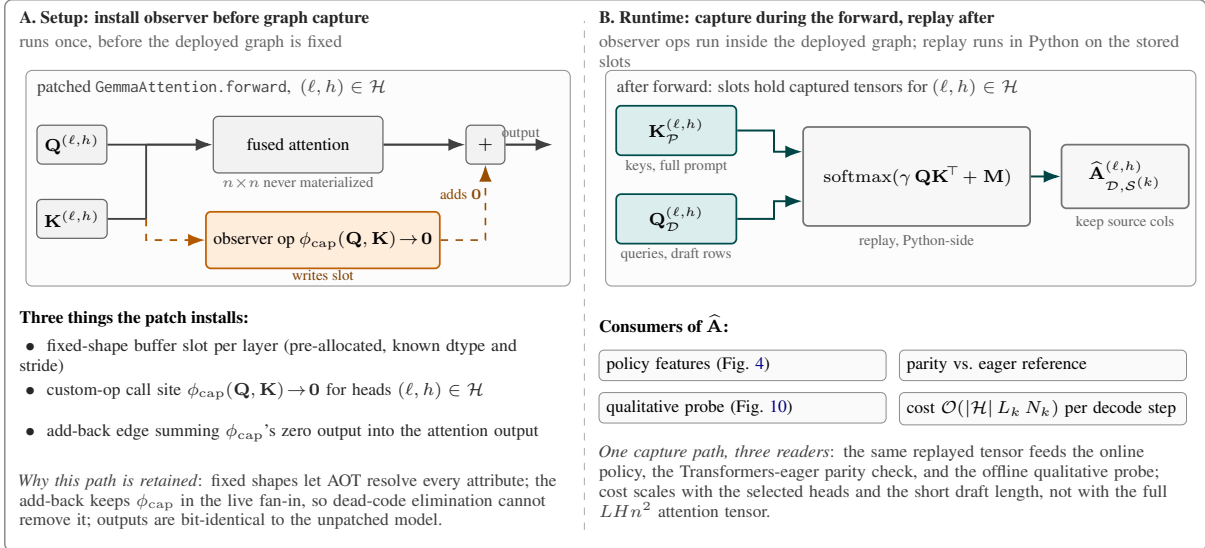 A. Setup: install observer before graph capture
runs once, before the deployed graph is fixed
patched GemmaAttention.forward, (ℓ, h) ∈ ℋ
Q^(ℓ,h)
fused attention
+
output
n×n never materialized
K^(ℓ,h)
adds 0
observer op ϕ_cap(Q, K) → 0
writes slot
Three things the patch installs:
• fixed-shape buffer slot per layer (pre-allocated, known dtype and
stride)
• custom-op call site ϕ_cap(Q, K) → 0 for heads (ℓ, h) ∈ ℋ
• add-back edge summing ϕ_cap's zero output into the attention output
Why this path is retained: fixed shapes let AOT resolve every attribute; the
add-back keeps ϕ_cap in the live fan-in, so dead-code elimination cannot
remove it; outputs are bit-identical to the unpatched model.
B. Runtime: capture during the forward, replay after
observer ops run inside the deployed graph; replay runs in Python on the stored
slots
after forward: slots hold captured tensors for (ℓ, h) ∈ ℋ
K_𝒫^(ℓ,h)
keys, full prompt
softmax(γ QK^⊤ + M)
Â_{𝒟,𝒮^(k)}^(ℓ,h)
Q_𝒟^(ℓ,h)
keep source cols
queries, draft rows
replay, Python-side
Consumers of Â:
policy features (Fig. 4)
parity vs. eager reference
qualitative probe (Fig. 10)
cost 𝒪(|ℋ| L_k N_k) per decode step
One capture path, three readers: the same replayed tensor feeds the online
policy, the Transformers-eager parity check, and the offline qualitative probe;
cost scales with the selected heads and the short draft length, not with the full
LHn² attention tensor.